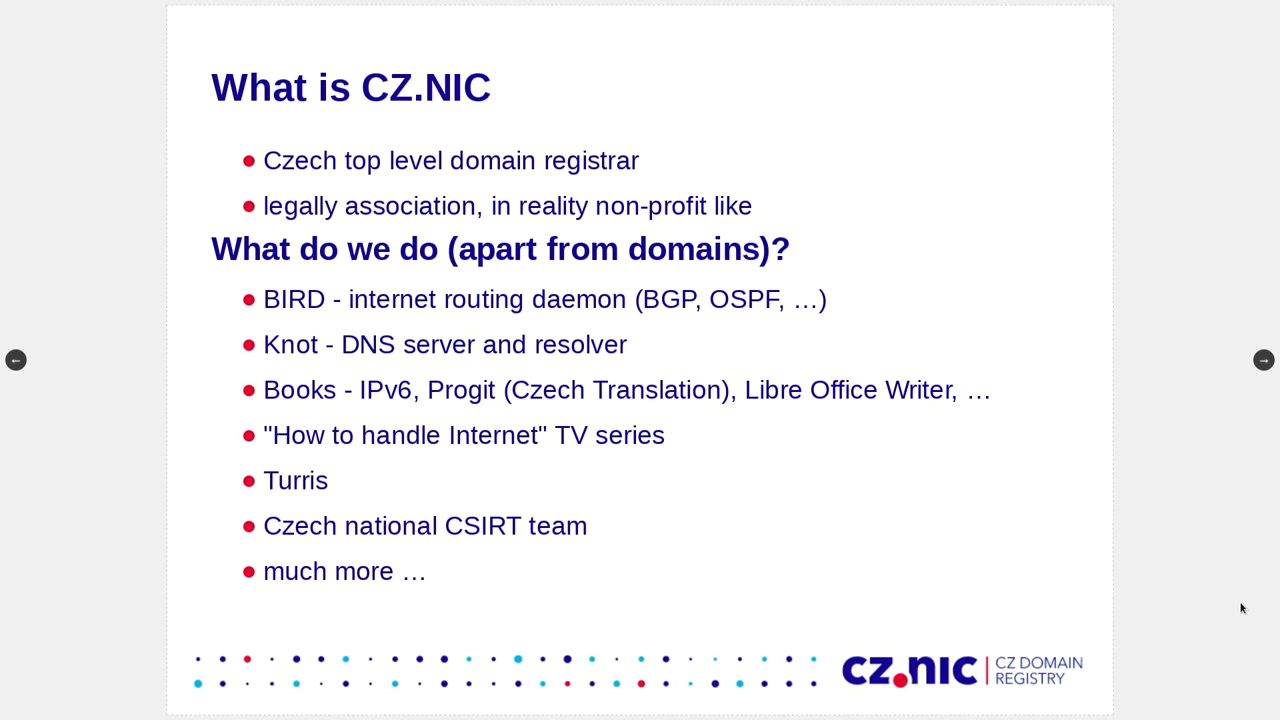 What is CZ.NIC
Czech top level domain registrar
legally association, in reality non-profit like
What do we do (apart from domains)?
BIRD - internet routing daemon (BGP, OSPF, …)
Knot - DNS server and resolver
Books - IPv6, Progit (Czech Translation), Libre Office Writer, …
"How to handle Internet" TV series
Turris
Czech national CSIRT team
much more …
cz.nic
CZ DOMAIN
REGISTRY